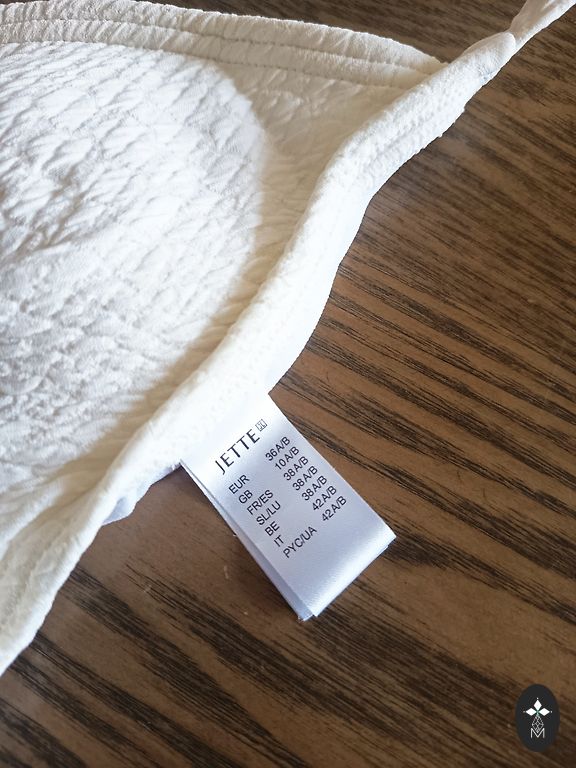 JETTE
EUR 36A/B
GB 10A/B
FR/ES 38A/B
SL/LU 38A/B
BE 38A/B
IT 42A/B
PYC/UA 42A/B
M